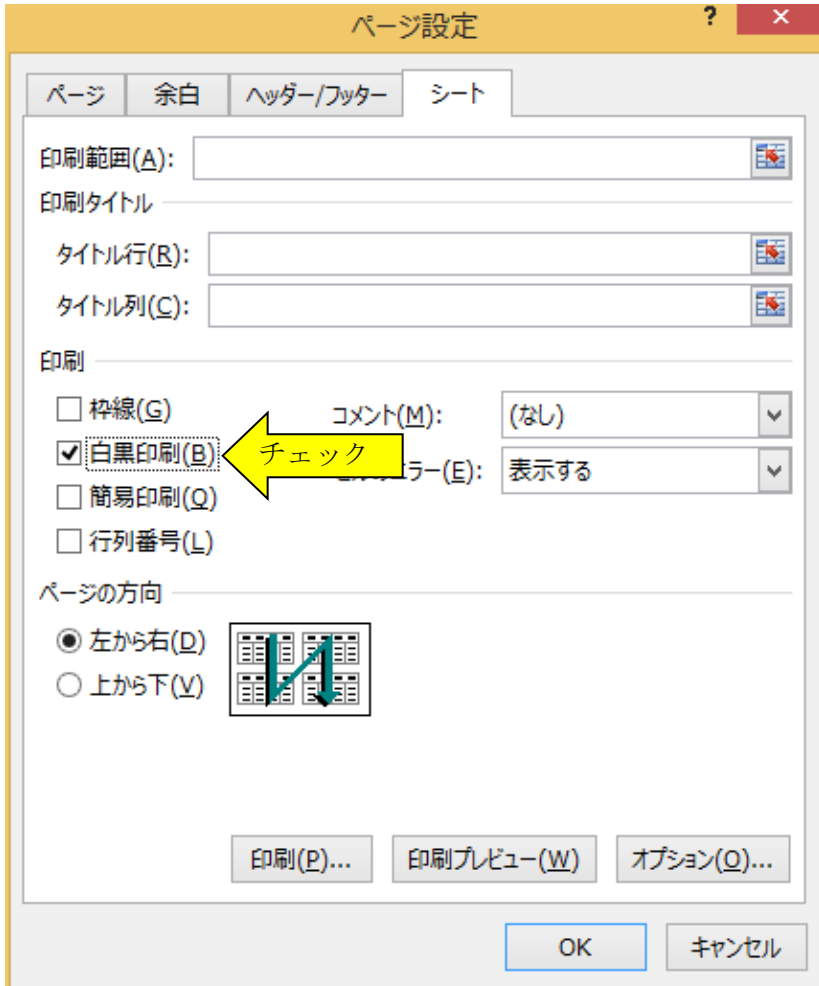 ページ設定
?
×
ページ 余白 ヘッダー/フッター シート
印刷範囲(A):
印刷タイトル
タイトル行(R):
タイトル列(C):
印刷
枠線(G) コメント(M): (なし)
白黒印刷(B) チェック ラー(E): 表示する
簡易印刷(Q)
行列番号(L)
ページの方向
左から右(D)
上から下(V)
印刷(P)... 印刷プレビュー(W) オプション(O)...
OK キャンセル